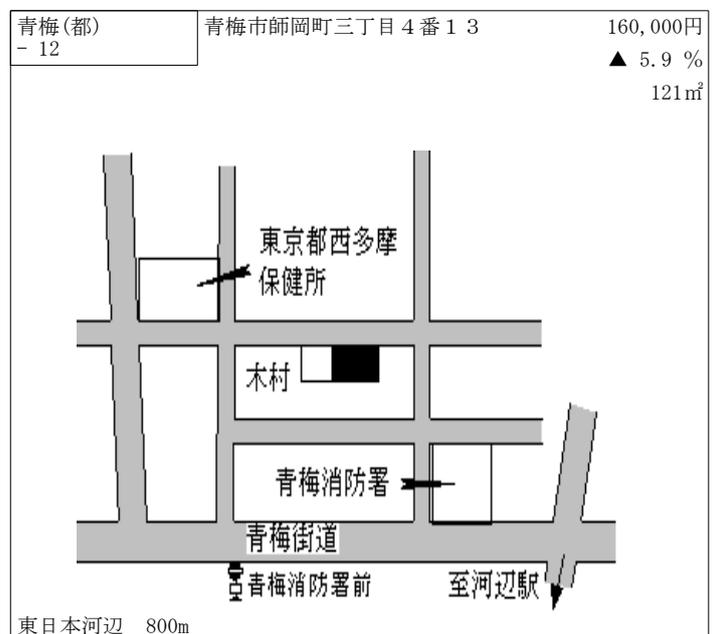 青梅(都)
- 12
青梅市師岡町三丁目４番１３
160,000円
▲ 5.9 %
121㎡
東京都西多摩
保健所
木村
青梅消防署
青梅街道
青梅消防署前
至河辺駅
東日本河辺　800m